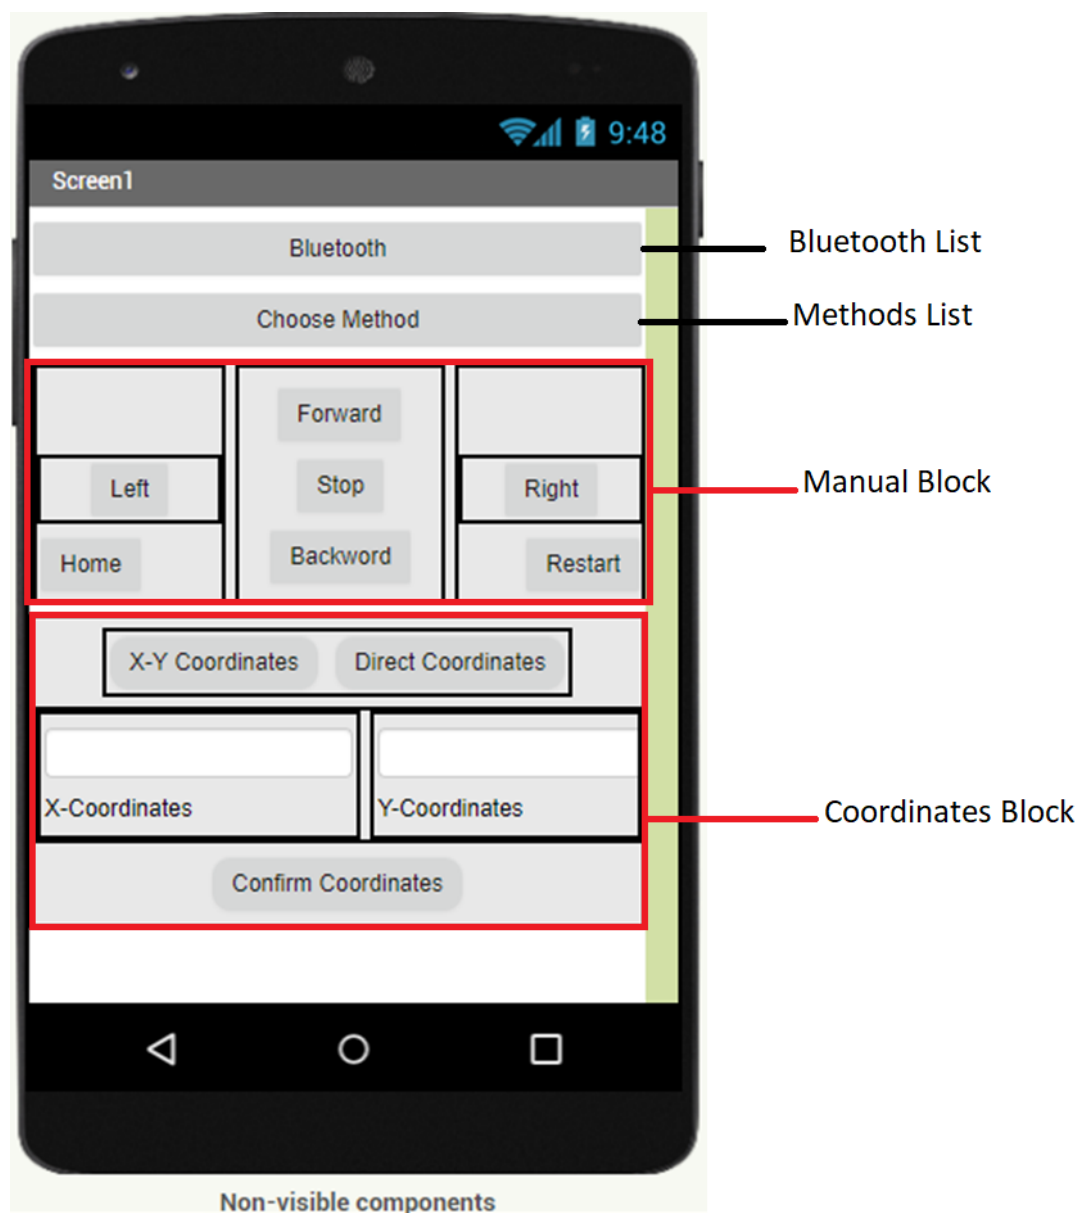 9:48
Screen1
Bluetooth
Bluetooth List
Choose Method
Methods List
Forward
Left
Stop
Right
Manual Block
Home
Backword
Restart
X-Y Coordinates
Direct Coordinates
X-Coordinates
Y-Coordinates
Coordinates Block
Confirm Coordinates
Non-visible components